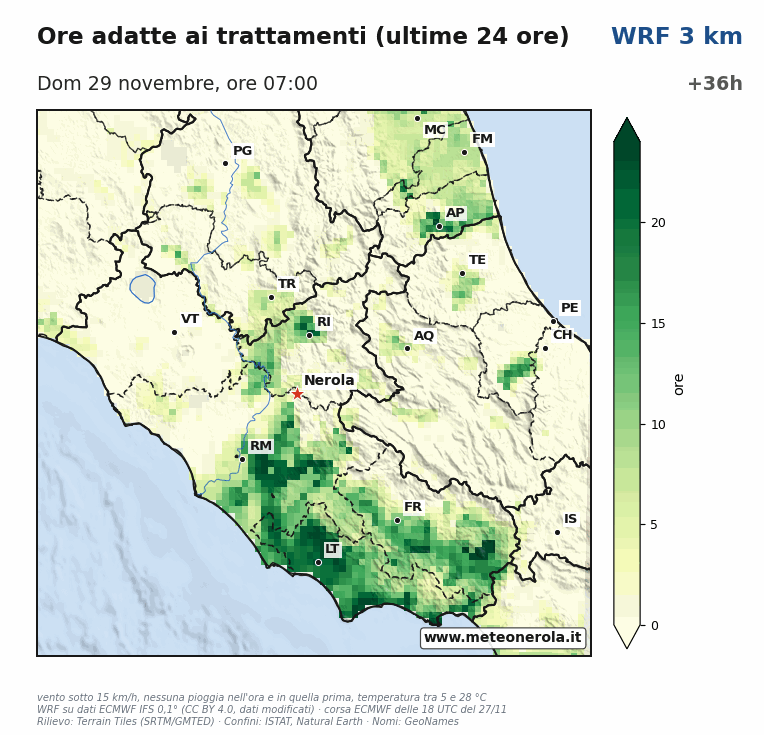 Ore adatte ai trattamenti (ultime 24 ore)
WRF 3 km
Dom 29 novembre, ore 07:00
+36h
MC
FM
PG
AP
TE
TR
PE
VT
RI
AQ
CH
Nerola
RM
FR
IS
LT
www.meteonerola.it
20
15
10
5
0
ore
vento sotto 15 km/h, nessuna pioggia nell'ora e in quella prima, temperatura tra 5 e 28 °C
WRF su dati ECMWF IFS 0,1° (CC BY 4.0, dati modificati) · corsa ECMWF delle 18 UTC del 27/11
Rilievo: Terrain Tiles (SRTM/GMTED) · Confini: ISTAT, Natural Earth · Nomi: GeoNames